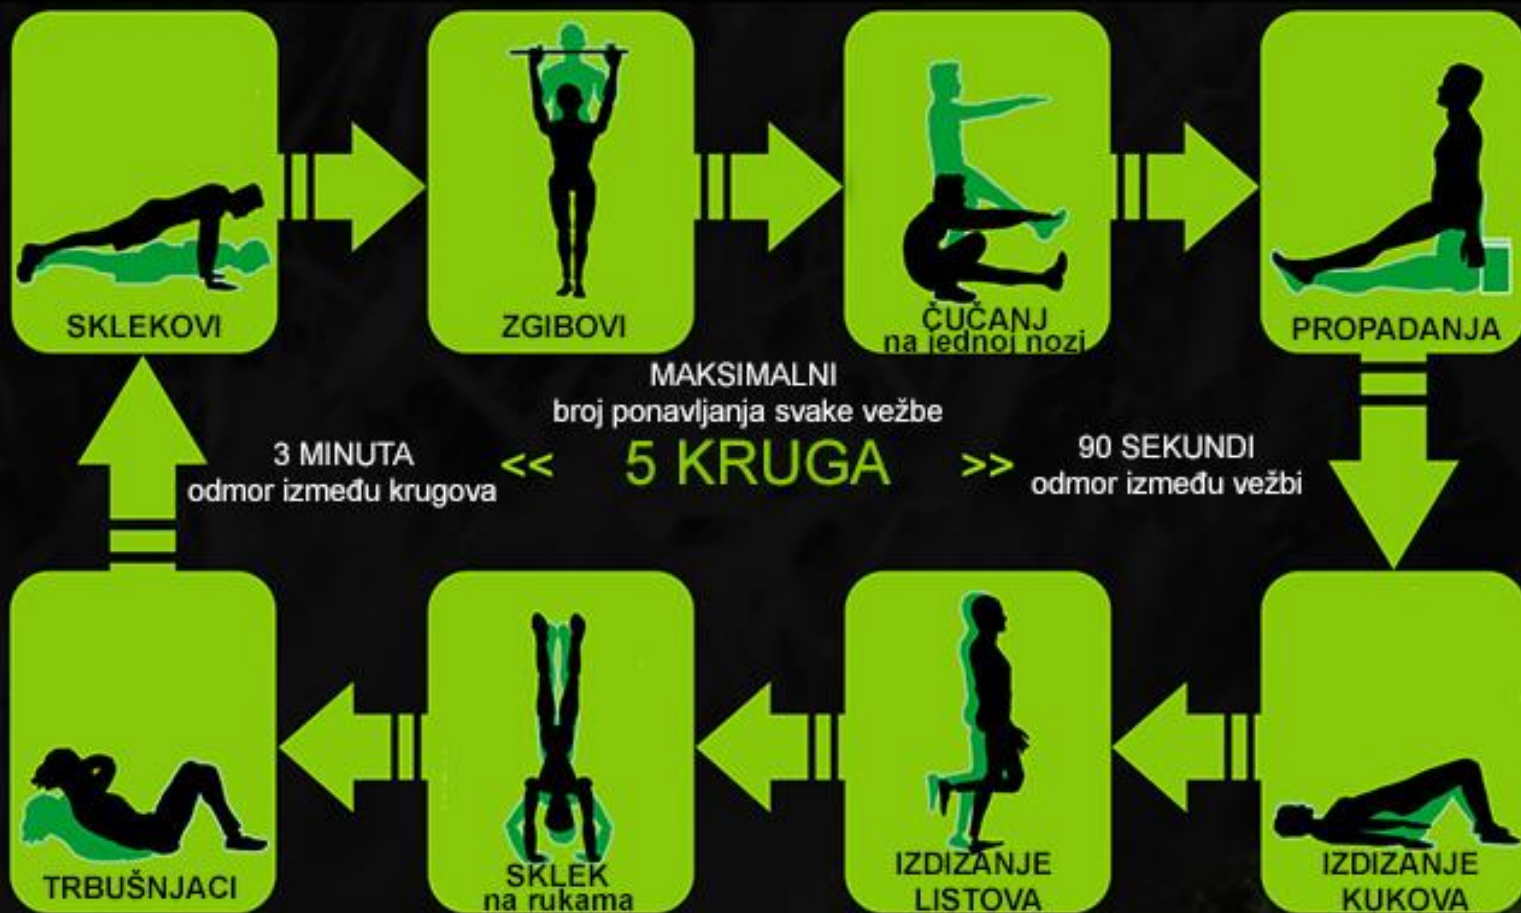 SKLEKOVI
ZGIBOVI
ČUČANJ
na jednoj nozi
PROPADANJA
MAKSIMALNI
broj ponavljanja svake vežbe
3 MINUTA
odmor između krugova
<< 5 KRUGA >>
90 SEKUNDI
odmor između vežbi
TRBUŠNJACI
SKLEK
na rukama
IZDIZANJE
LISTOVA
IZDIZANJE
KUKOVA